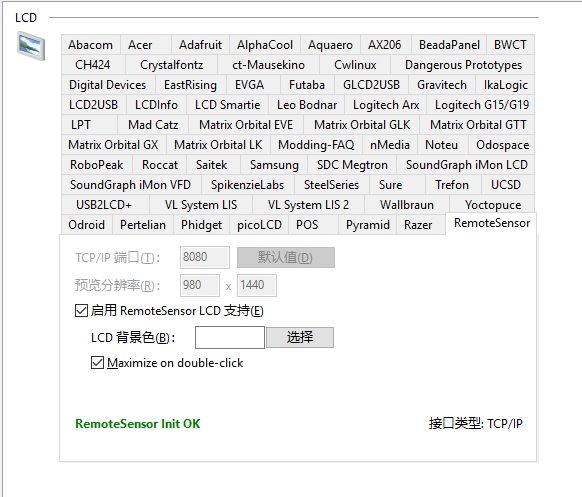 LCD
Abacom Acer Adafruit AlphaCool Aquaero AX206 BeadaPanel BWCT
CH424 Crystalfontz ct-Mausekino Cwlinux Dangerous Prototypes
Digital Devices EastRising EVGA Futaba GLCD2USB Gravitech IkaLogic
LCD2USB LCDInfo LCD Smartie Leo Bodnar Logitech Arx Logitech G15/G19
LPT Mad Catz Matrix Orbital EVE Matrix Orbital GLK Matrix Orbital GTT
Matrix Orbital GX Matrix Orbital LK Modding-FAQ nMedia Noteu Odospace
RoboPeak Roccat Saitek Samsung SDC Megtron SoundGraph iMon LCD
SoundGraph iMon VFD SpikenzieLabs SteelSeries Sure Trefon UCSD
USB2LCD+ VL System LIS VL System LIS 2 Wallbraun Yoctopuce
Odroid Pertelian Phidget picoLCD POS Pyramid Razer RemoteSensor
TCP/IP 端口(T): 8080 默认值(D)
预览分辨率(R): 980 x 1440
启用 RemoteSensor LCD 支持(E)
LCD 背景色(B): 选择
Maximize on double-click
RemoteSensor Init OK 接口类型: TCP/IP